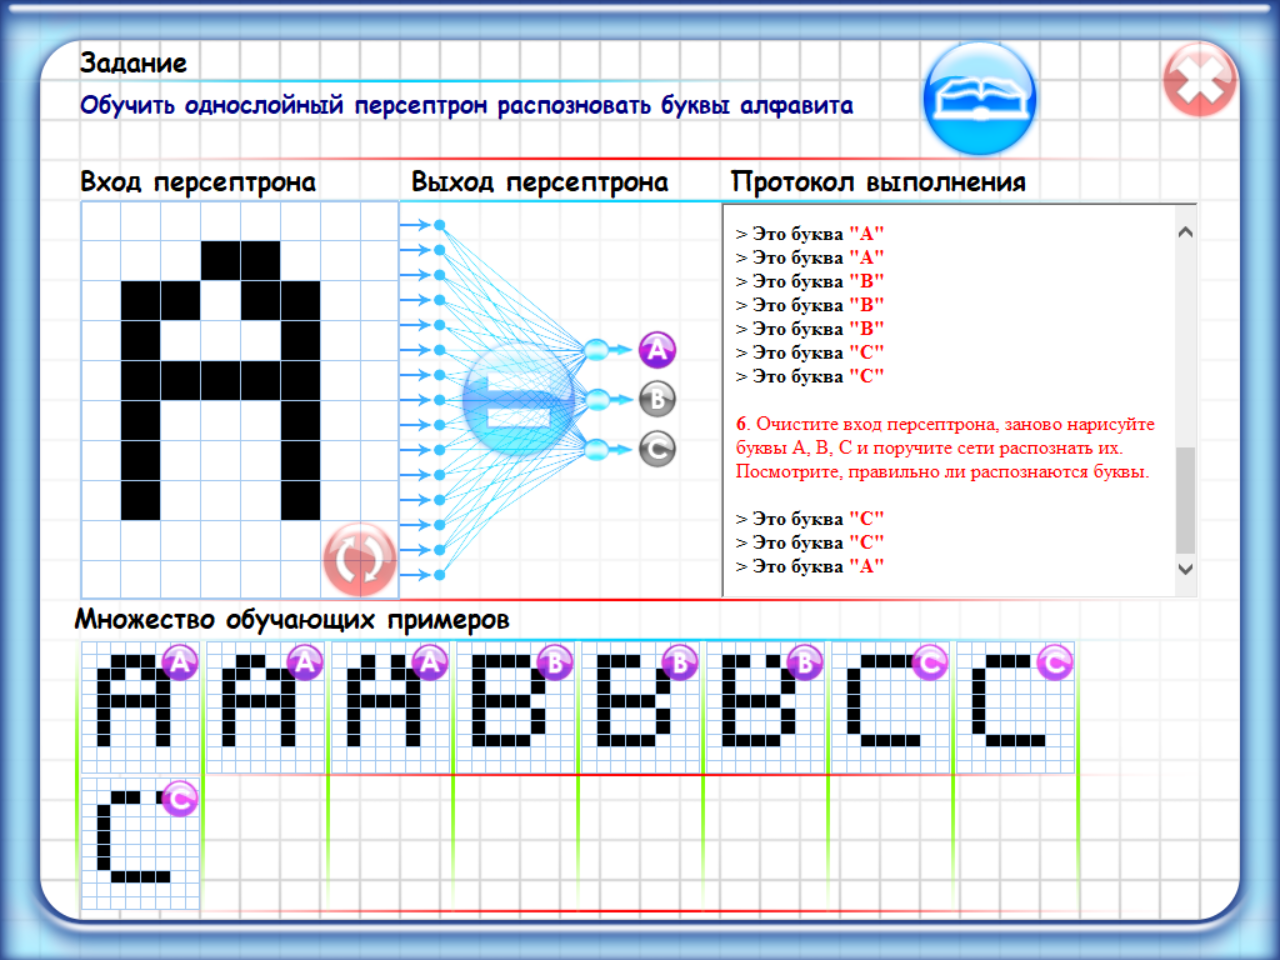 Задание
Обучить однослойный персептрон распозновать буквы алфавита
Вход персептрона
Выход персептрона
Протокол выполнения
A
B
C
> Это буква "A"
> Это буква "A"
> Это буква "B"
> Это буква "B"
> Это буква "B"
> Это буква "C"
> Это буква "C"
6. Очистите вход персептрона, заново нарисуйте
буквы A, B, C и поручите сети распознать их.
Посмотрите, правильно ли распознаются буквы.
> Это буква "C"
> Это буква "C"
> Это буква "A"
Множество обучающих примеров
A A A B B B C C
C